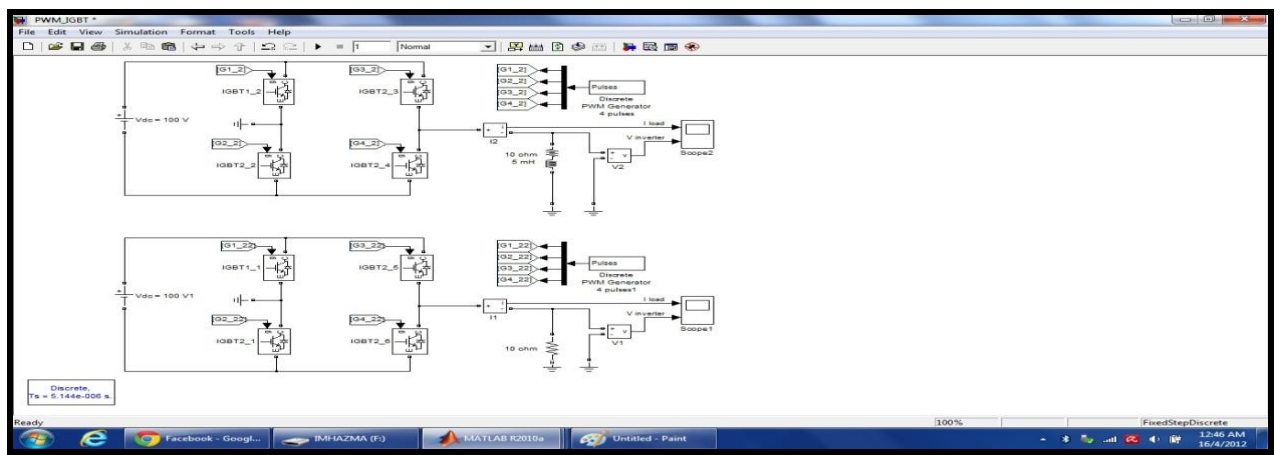 PWM_IGBT *
File Edit View Simulation Format Tools Help
1 Normal
[G1_2]
[G3_2]
IGBT1_2
IGBT2_3
Vdc = 100 V
[G2_2]
[G4_2]
IGBT2_2
IGBT2_4
[G1_2]
[G2_2]
[G3_2]
[G4_2]
Pulses
Discrete
PWM Generator
4 pulses
I load
V inverter
Scope2
I2
10 ohm
5 mH
V2
[G1_22]
[G3_22]
IGBT1_1
IGBT2_5
Vdc = 100 V1
[G2_22]
[G4_22]
IGBT2_1
IGBT2_6
[G1_22]
[G2_22]
[G3_22]
[G4_22]
Pulses
Discrete
PWM Generator
4 pulses1
I load
V inverter
Scope1
I1
10 ohm
V1
Discrete,
Ts = 5.144e-006 s.
Ready 100% FixedStepDiscrete
Facebook - Googl... IMHAZMA (F:) MATLAB R2010a Untitled - Paint
12:46 AM
16/4/2012